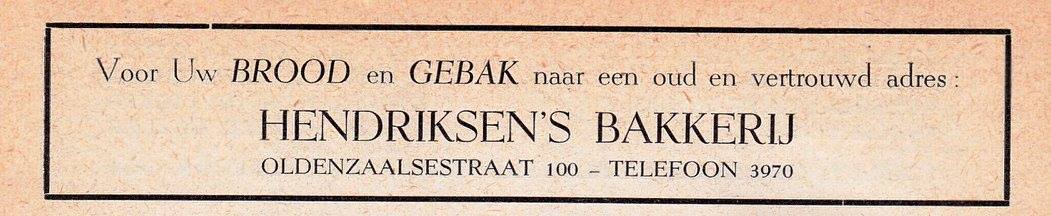 Voor Uw BROOD en GEBAK naar een oud en vertrouwd adres:
HENDRIKSEN'S BAKKERIJ
OLDENZAALSESTRAAT 100 – TELEFOON 3970